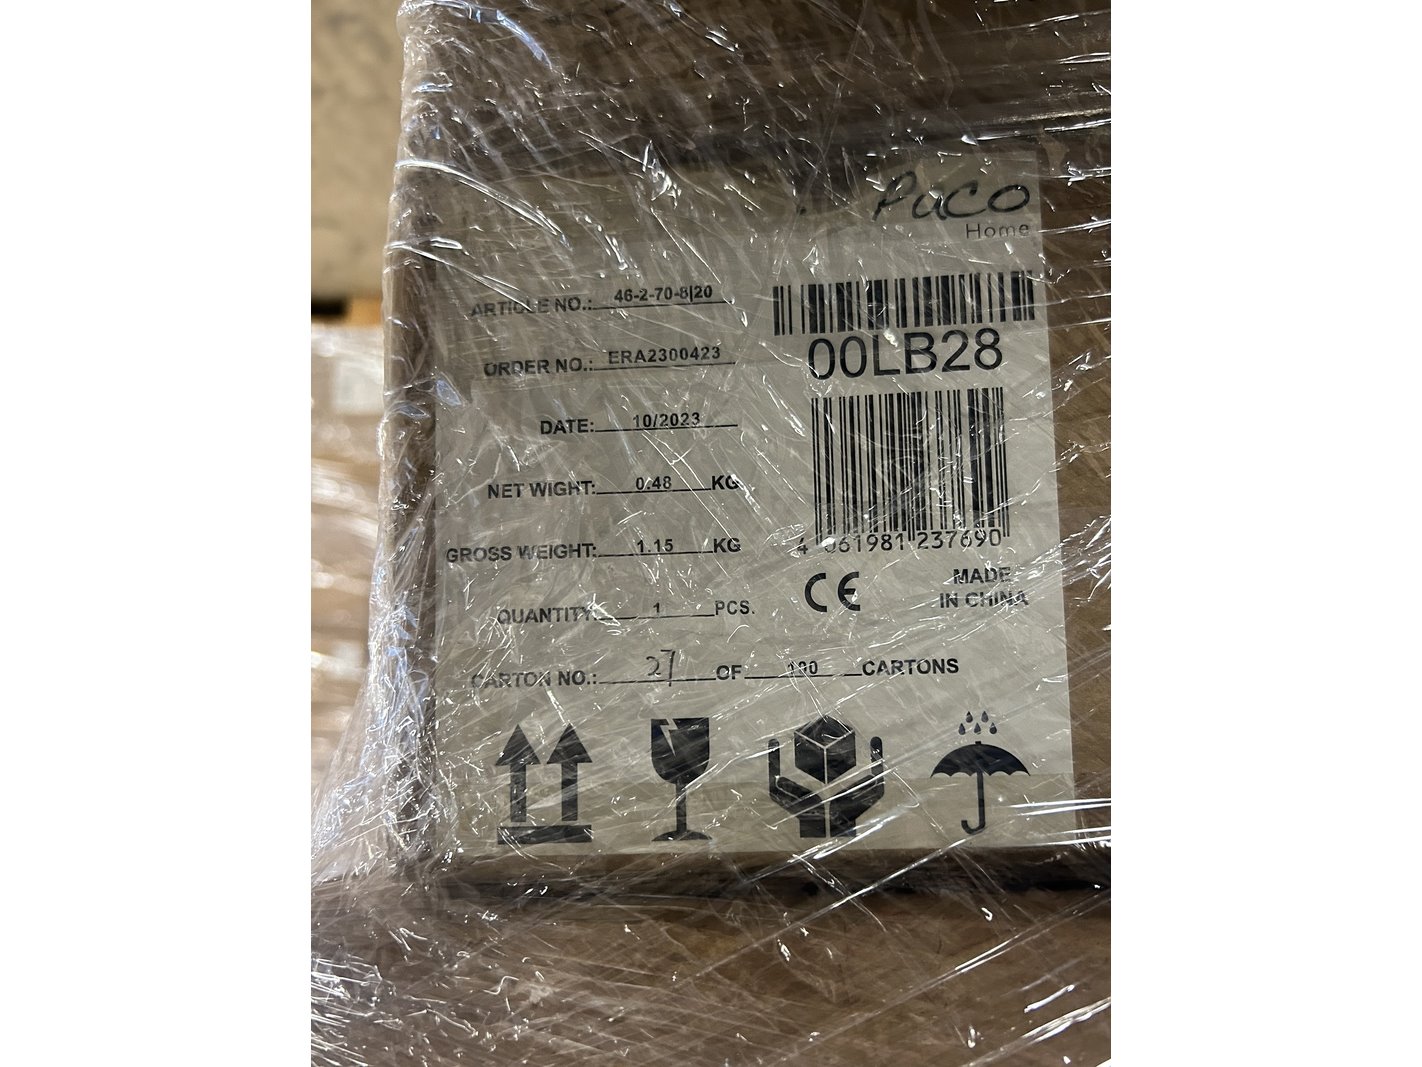 Paco
Home
ARTICLE NO.: 46-2-70-8|20
00LB28
ORDER NO.: ERA2300423
DATE: 10/2023
NET WIGHT: 0.48 KG
4 061981 237690
GROSS WEIGHT: 1.15 KG
CE
MADE
IN CHINA
QUANTITY: 1 PCS.
CARTON NO.: 27 OF 100 CARTONS